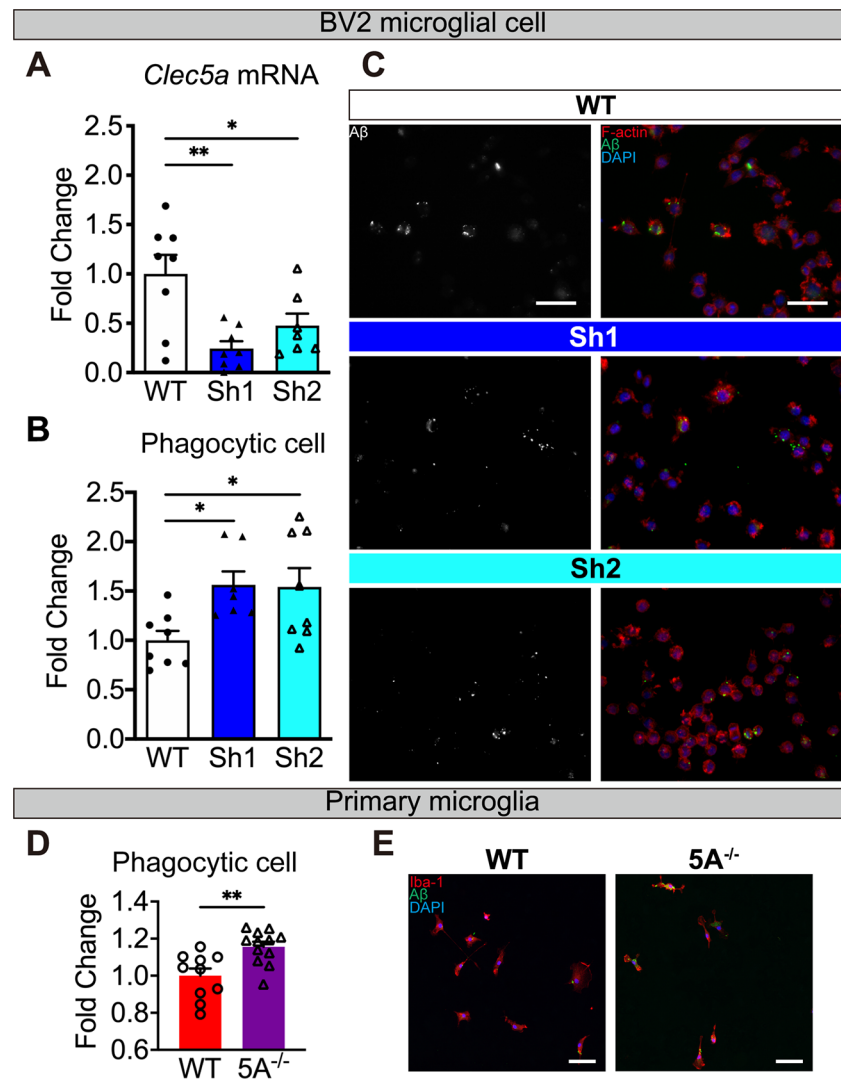 BV2 microglial cell
A
Clec5a mRNA
Fold Change
2.5
2.0
1.5
1.0
0.5
0.0
*
**
WT
Sh1
Sh2
B
Phagocytic cell
Fold Change
2.5
2.0
1.5
1.0
0.5
0.0
*
*
WT
Sh1
Sh2
C
WT
Aβ
F-actin
Aβ
DAPI
Sh1
Sh2
Primary microglia
D
Phagocytic cell
Fold Change
1.4
1.2
1.0
0.8
0.6
**
WT
5A-/-
E
WT
5A-/-
Iba-1
Aβ
DAPI